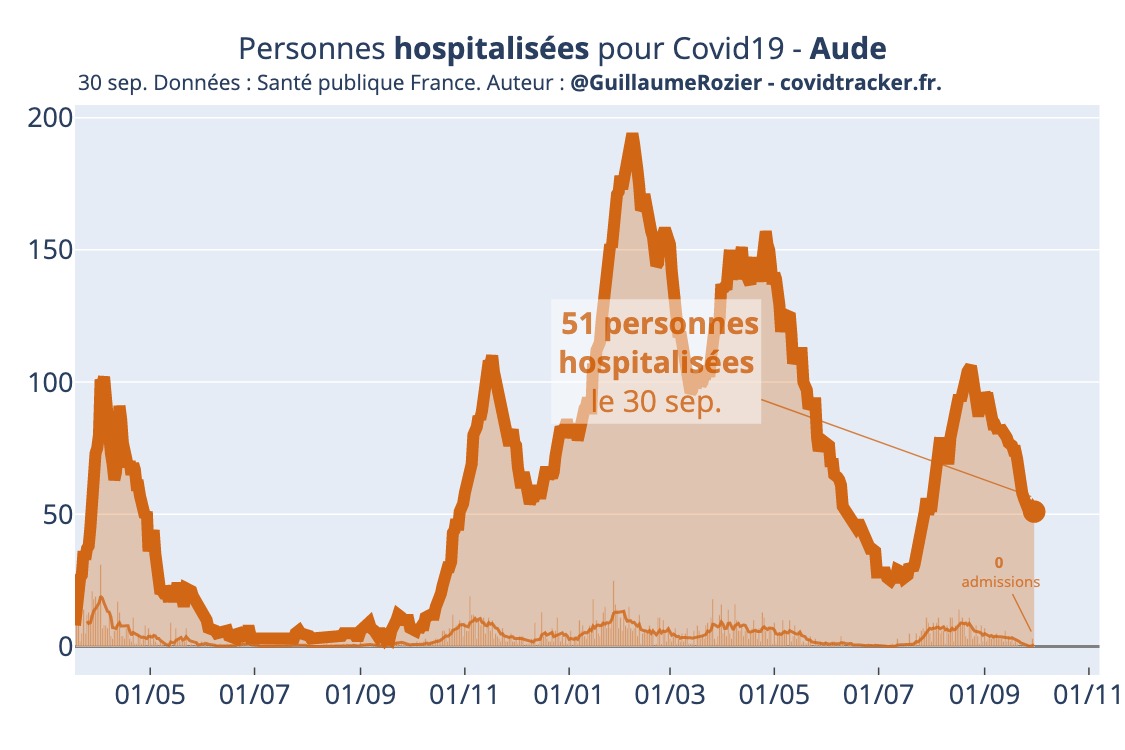 Personnes hospitalisées pour Covid19 - Aude
30 sep. Données : Santé publique France. Auteur : @GuillaumeRozier - covidtracker.fr.
200
150
100
50
0
51 personnes
hospitalisées
le 30 sep.
0
admissions
01/05 01/07 01/09 01/11 01/01 01/03 01/05 01/07 01/09 01/11